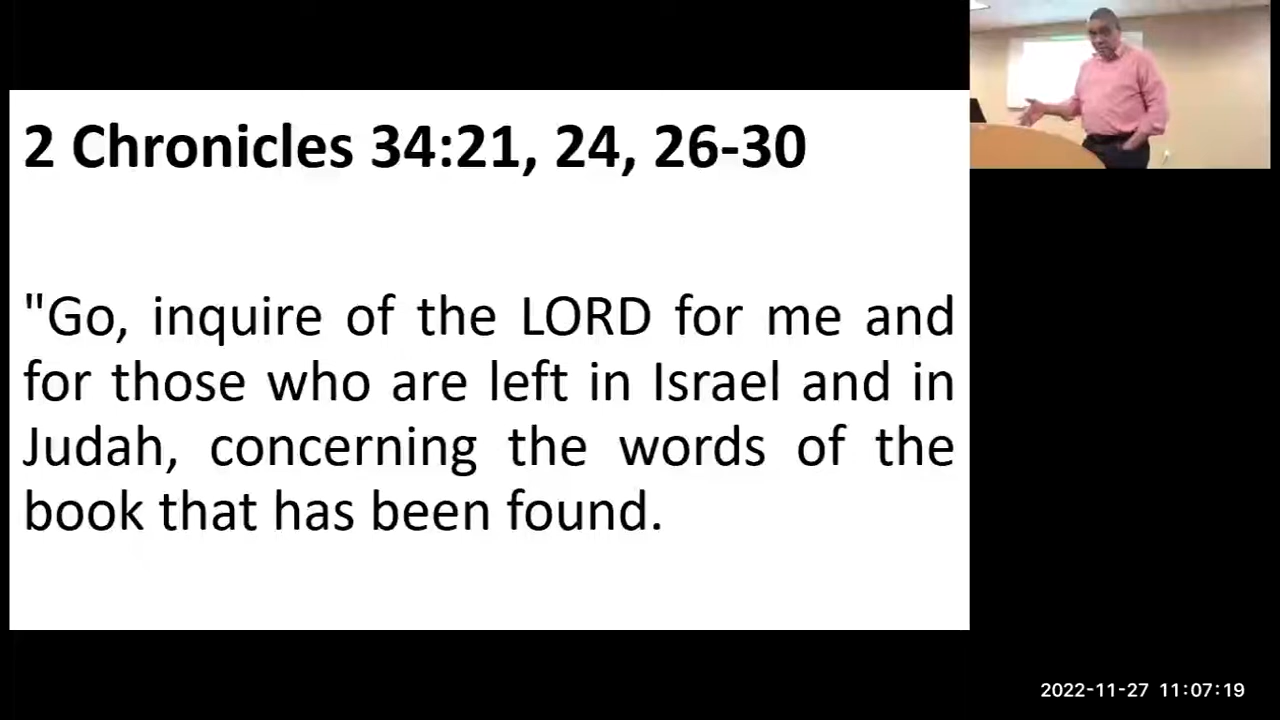 2 Chronicles 34:21, 24, 26-30
"Go, inquire of the LORD for me and
for those who are left in Israel and in
Judah, concerning the words of the
book that has been found.
2022-11-27 11:07:19